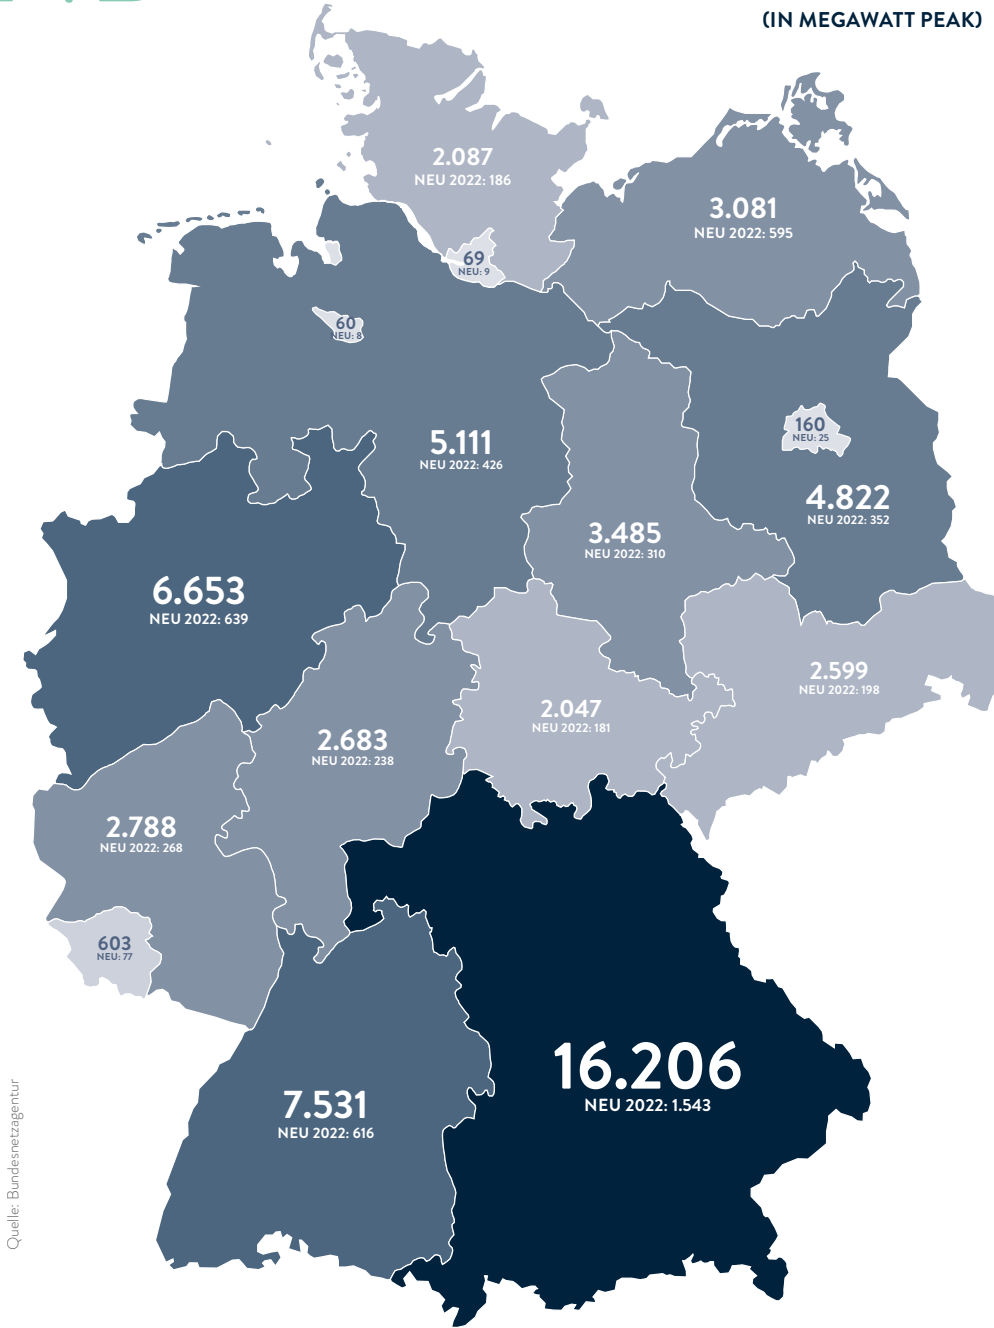 (IN MEGAWATT PEAK)
2.087
NEU 2022: 186
3.081
NEU 2022: 595
69
NEU: 9
60
NEU: 8
5.111
NEU 2022: 426
160
NEU: 25
4.822
NEU 2022: 352
3.485
NEU 2022: 310
6.653
NEU 2022: 639
2.599
NEU 2022: 198
2.047
NEU 2022: 181
2.683
NEU 2022: 238
2.788
NEU 2022: 268
603
NEU: 77
16.206
NEU 2022: 1.543
7.531
NEU 2022: 616
Quelle: Bundesnetzagentur